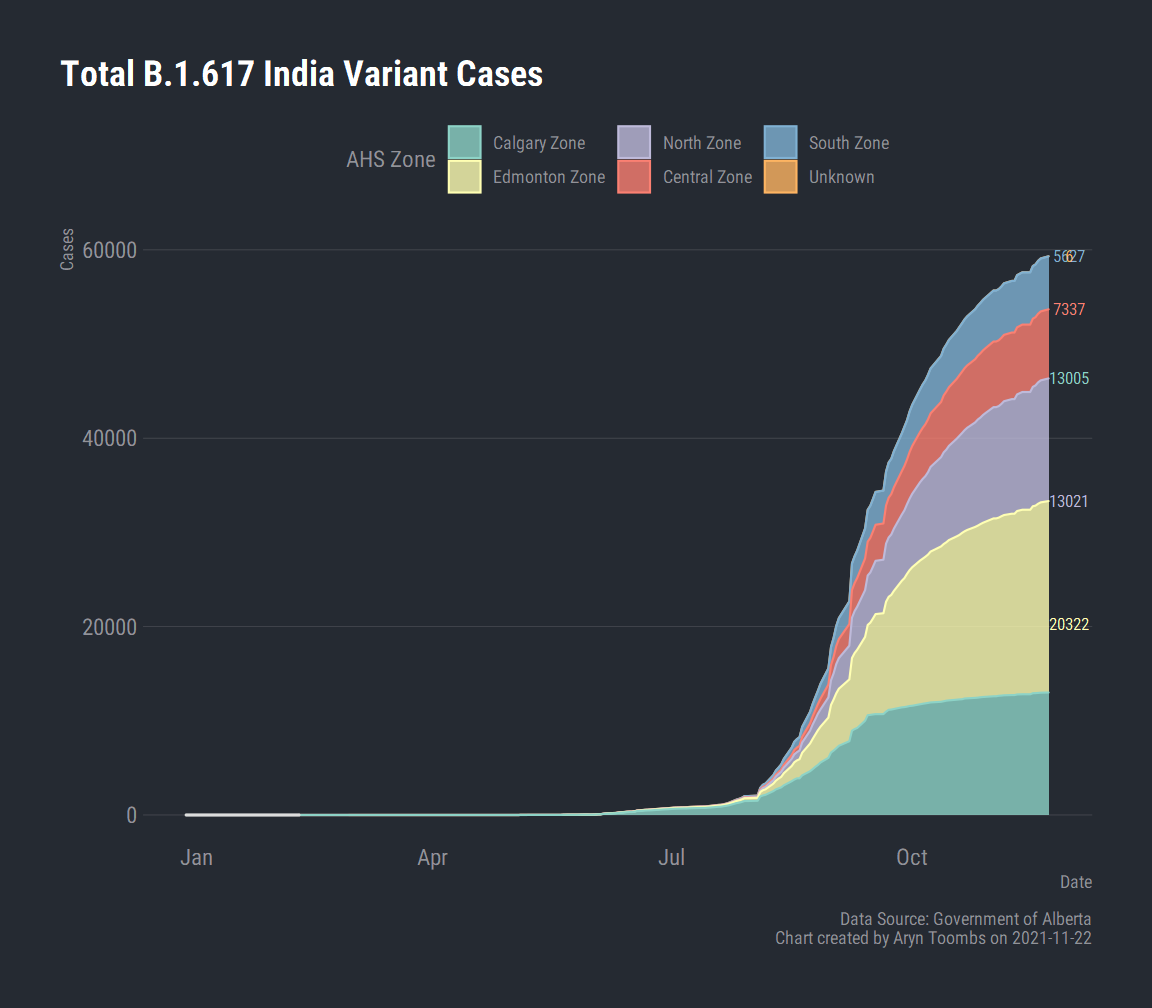 Total B.1.617 India Variant Cases
AHS Zone
Calgary Zone North Zone South Zone
Edmonton Zone Central Zone Unknown
Cases
60000
5627
6
7337
13005
40000
13021
20000
20322
0
Jan Apr Jul Oct
Date
Data Source: Government of Alberta
Chart created by Aryn Toombs on 2021-11-22